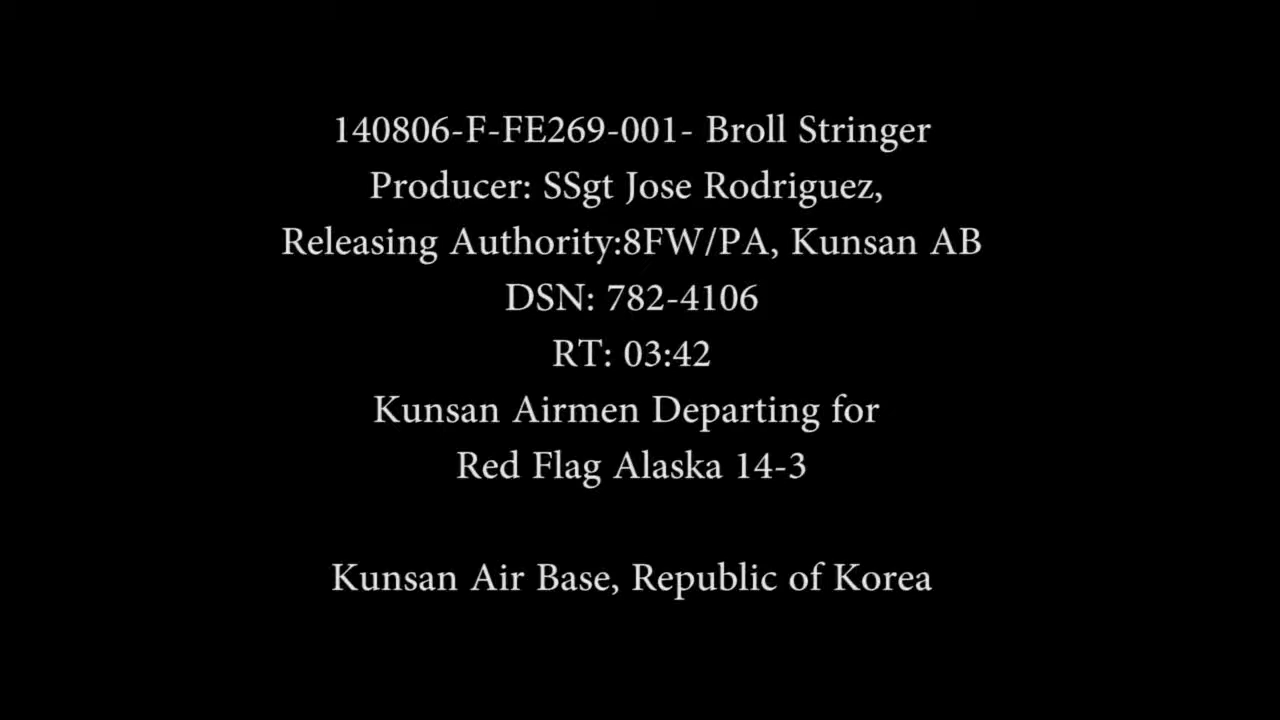 140806-F-FE269-001- Broll Stringer
Producer: SSgt Jose Rodriguez,
Releasing Authority:8FW/PA, Kunsan AB
DSN: 782-4106
RT: 03:42
Kunsan Airmen Departing for
Red Flag Alaska 14-3
Kunsan Air Base, Republic of Korea